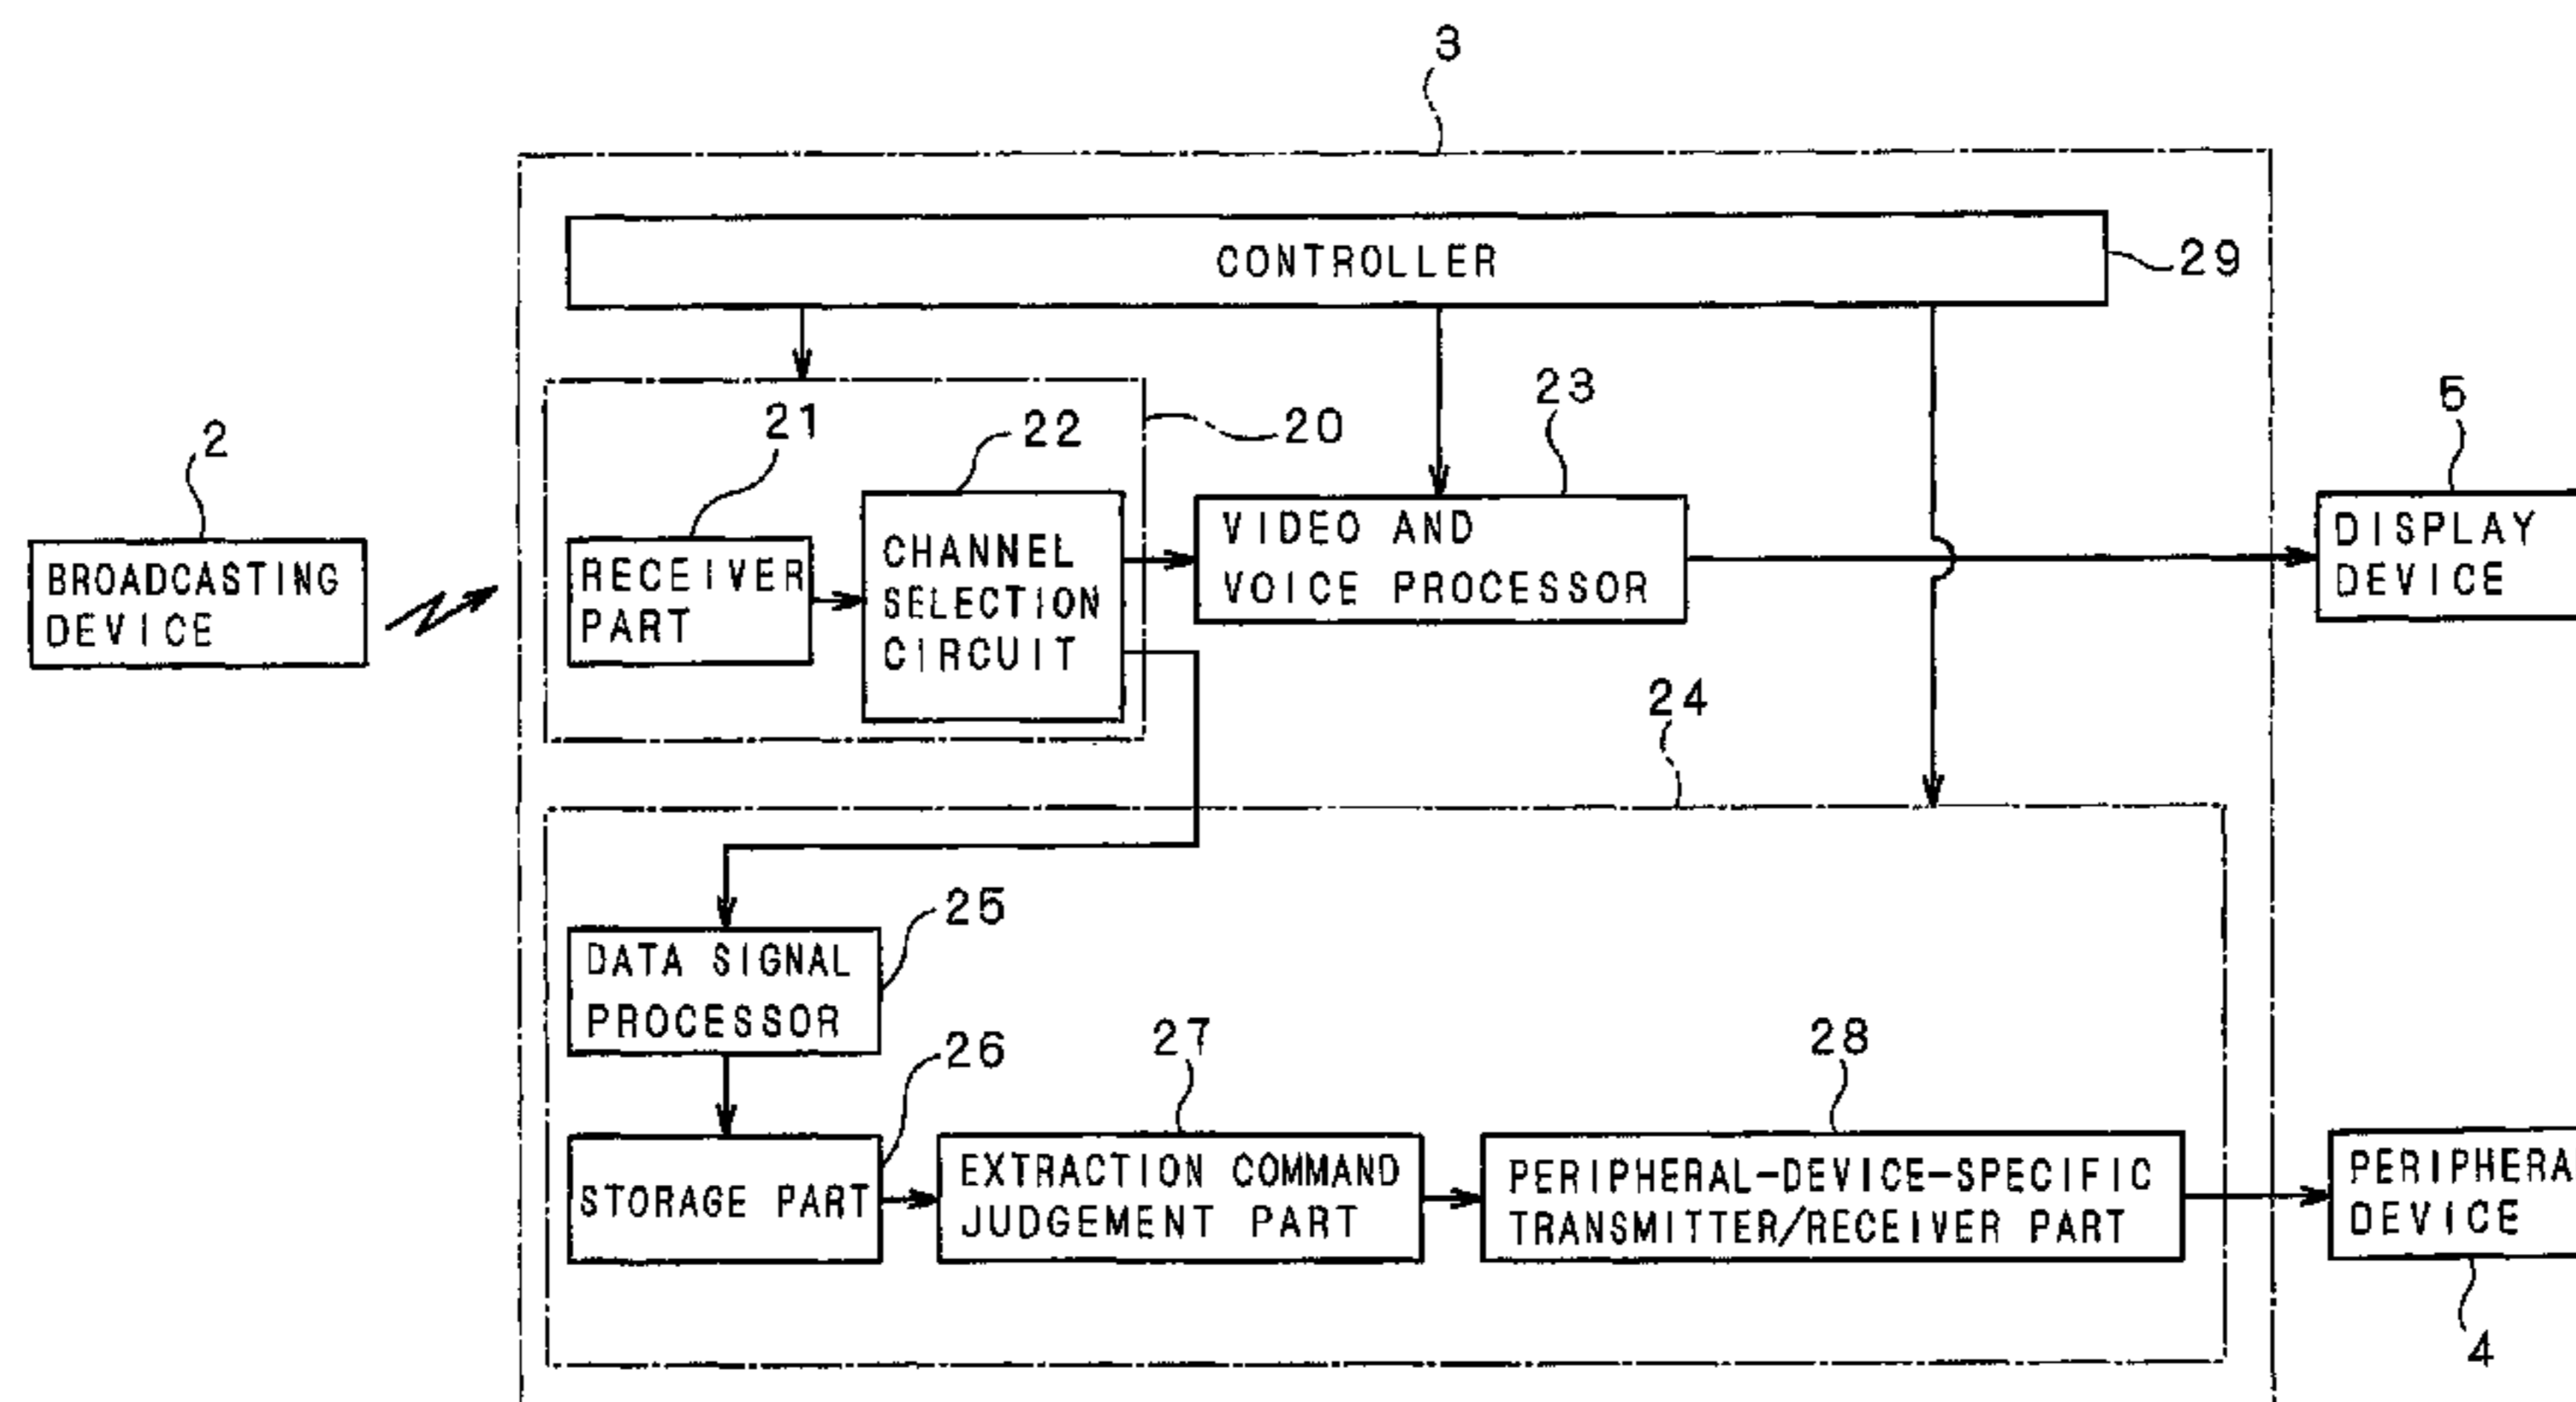 3
CONTROLLER
29
2
BROADCASTING
DEVICE
20
21
RECEIVER
PART
22
CHANNEL
SELECTION
CIRCUIT
23
VIDEO AND
VOICE PROCESSOR
5
DISPLAY
DEVICE
24
25
DATA SIGNAL
PROCESSOR
26
STORAGE PART
27
EXTRACTION COMMAND
JUDGEMENT PART
28
PERIPHERAL-DEVICE-SPECIFIC
TRANSMITTER/RECEIVER PART
PERIPHERA
DEVICE
4